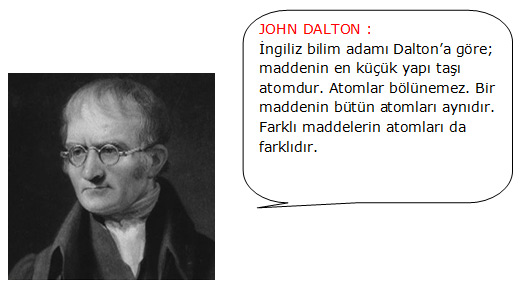 JOHN DALTON :
İngiliz bilim adamı Dalton’a göre;
maddenin en küçük yapı taşı
atomdur. Atomlar bölünemez. Bir
maddenin bütün atomları aynıdır.
Farklı maddelerin atomları da
farklıdır.